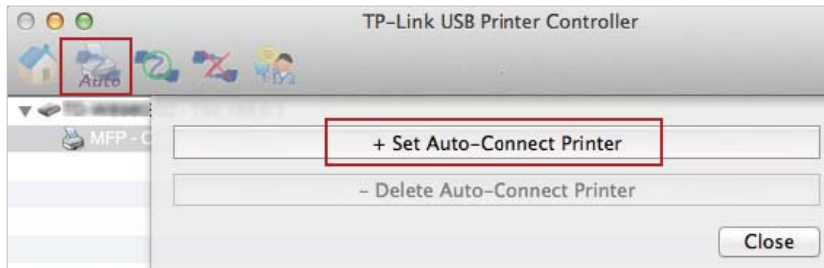 TP-Link USB Printer Controller
Auto
MFP - C
+ Set Auto-Connect Printer
- Delete Auto-Connect Printer
Close